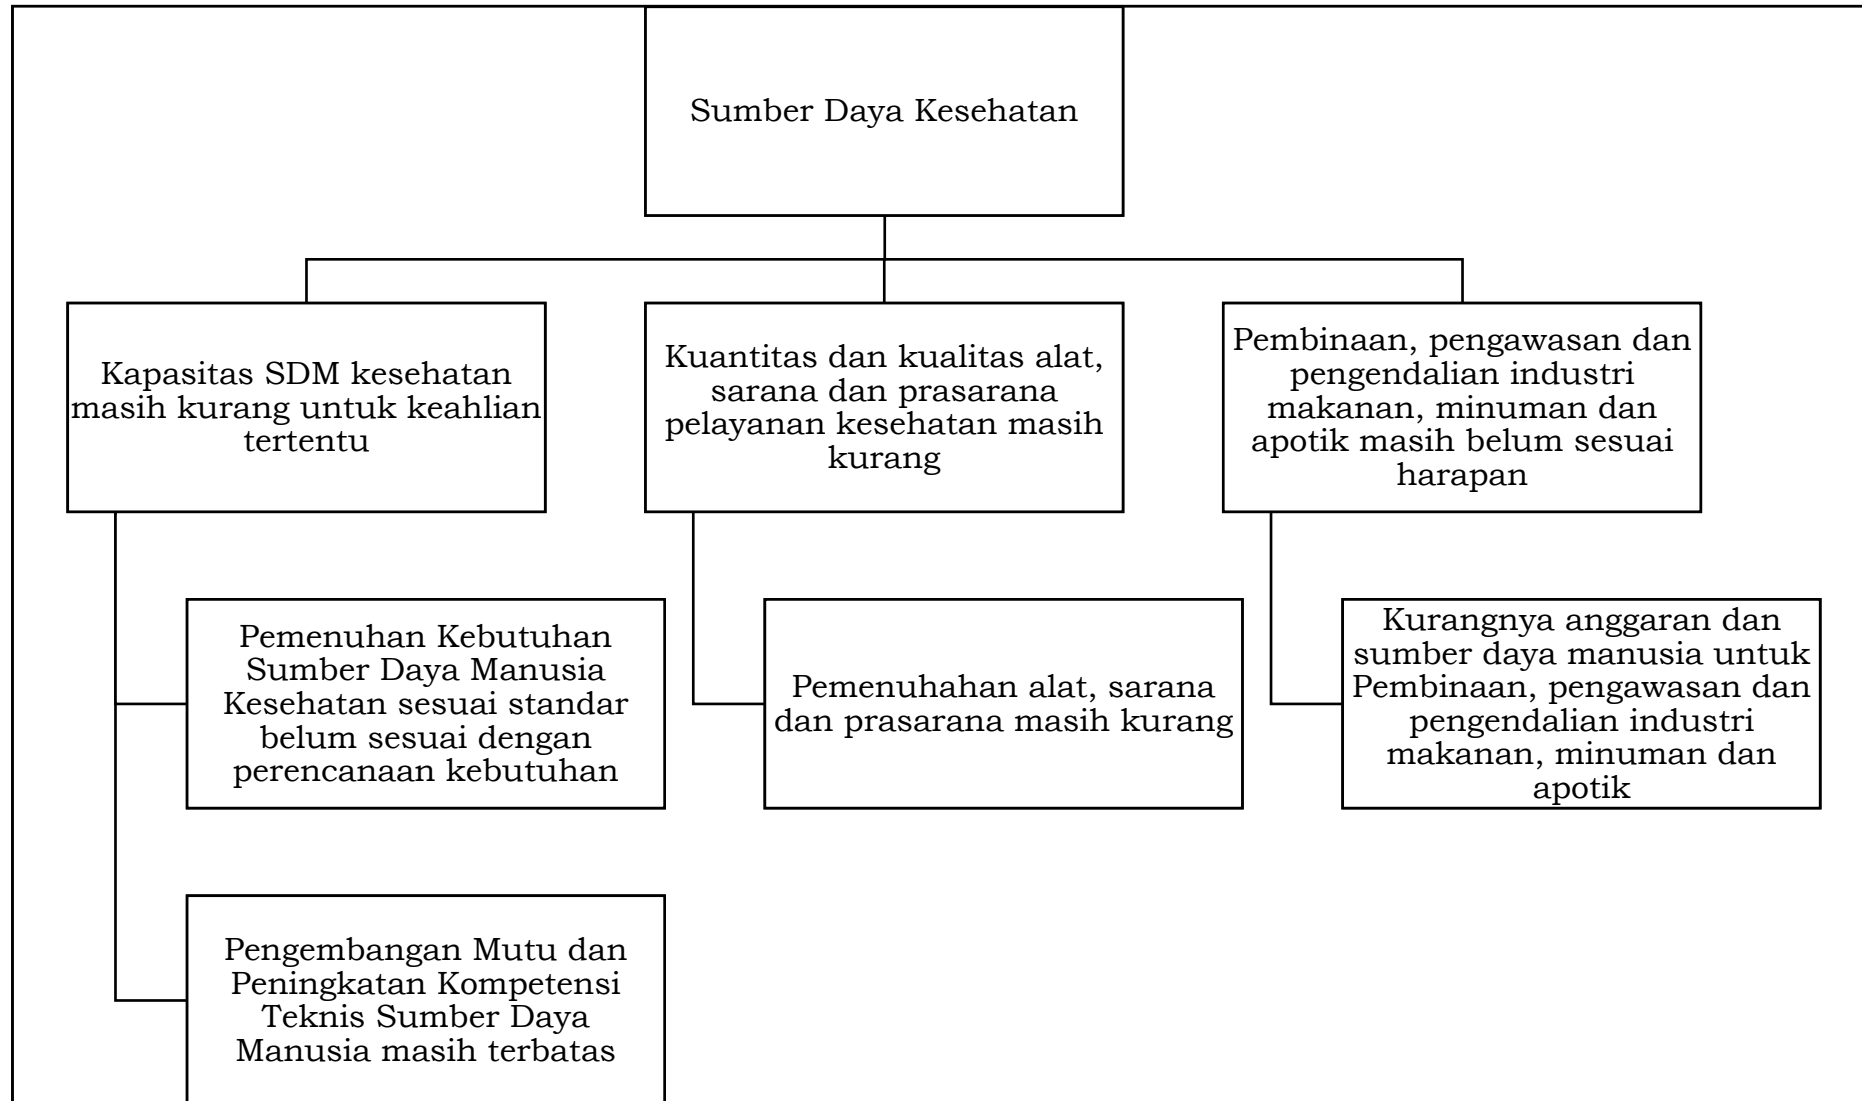 Sumber Daya Kesehatan
Kapasitas SDM kesehatan
masih kurang untuk keahlian
tertentu
Kuantitas dan kualitas alat,
sarana dan prasarana
pelayanan kesehatan masih
kurang
Pembinaan, pengawasan dan
pengendalian industri
makanan, minuman dan
apotik masih belum sesuai
harapan
Pemenuhan Kebutuhan
Sumber Daya Manusia
Kesehatan sesuai standar
belum sesuai dengan
perencanaan kebutuhan
Pemenuhahan alat, sarana
dan prasarana masih kurang
Kurangnya anggaran dan
sumber daya manusia untuk
Pembinaan, pengawasan dan
pengendalian industri
makanan, minuman dan
apotik
Pengembangan Mutu dan
Peningkatan Kompetensi
Teknis Sumber Daya
Manusia masih terbatas